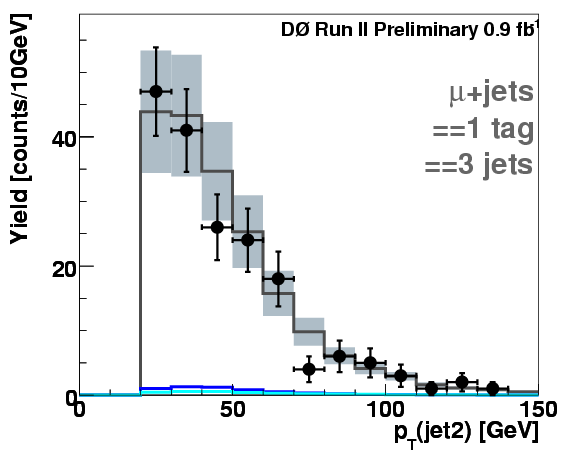 DØ Run II Preliminary 0.9 fb⁻¹
μ+jets
==1 tag
==3 jets
Yield [counts/10GeV]
40
20
0
0 50 100 150
p_T(jet2) [GeV]